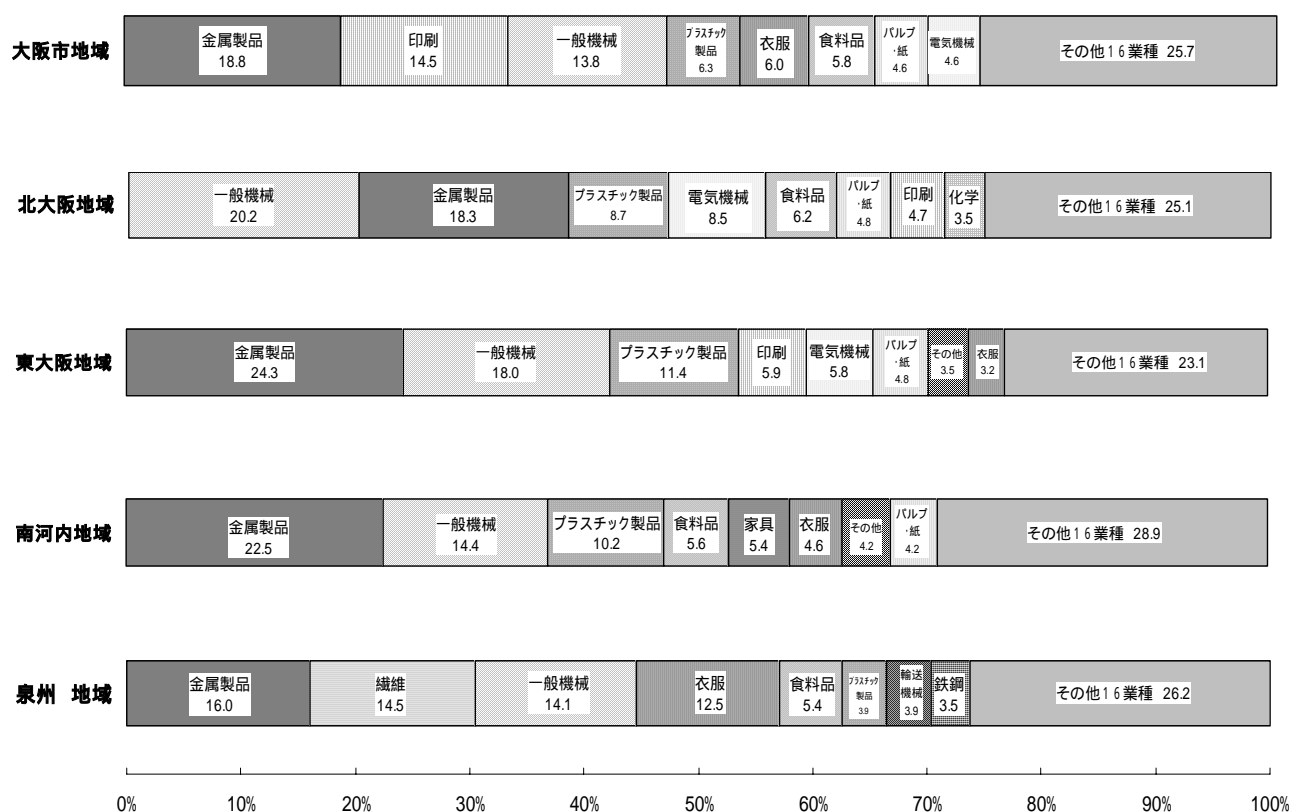 大阪市地域
金属製品
18.8
印刷
14.5
一般機械
13.8
プラスチック
製品
6.3
衣服
6.0
食料品
5.8
パルプ
・紙
4.6
電気機械
4.6
その他16業種 25.7
北大阪地域
一般機械
20.2
金属製品
18.3
プラスチック製品
8.7
電気機械
8.5
食料品
6.2
パルプ
・紙
4.8
印刷
4.7
化学
3.5
その他16業種 25.1
東大阪地域
金属製品
24.3
一般機械
18.0
プラスチック製品
11.4
印刷
5.9
電気機械
5.8
パルプ
・紙
4.8
その他
3.5
衣服
3.2
その他16業種 23.1
南河内地域
金属製品
22.5
一般機械
14.4
プラスチック製品
10.2
食料品
5.6
家具
5.4
衣服
4.6
その他
4.2
パルプ
・紙
4.2
その他16業種 28.9
泉州 地域
金属製品
16.0
繊維
14.5
一般機械
14.1
衣服
12.5
食料品
5.4
プラスチック
製品
3.9
輸送
機械
3.9
鉄鋼
3.5
その他16業種 26.2
0% 10% 20% 30% 40% 50% 60% 70% 80% 90% 100%